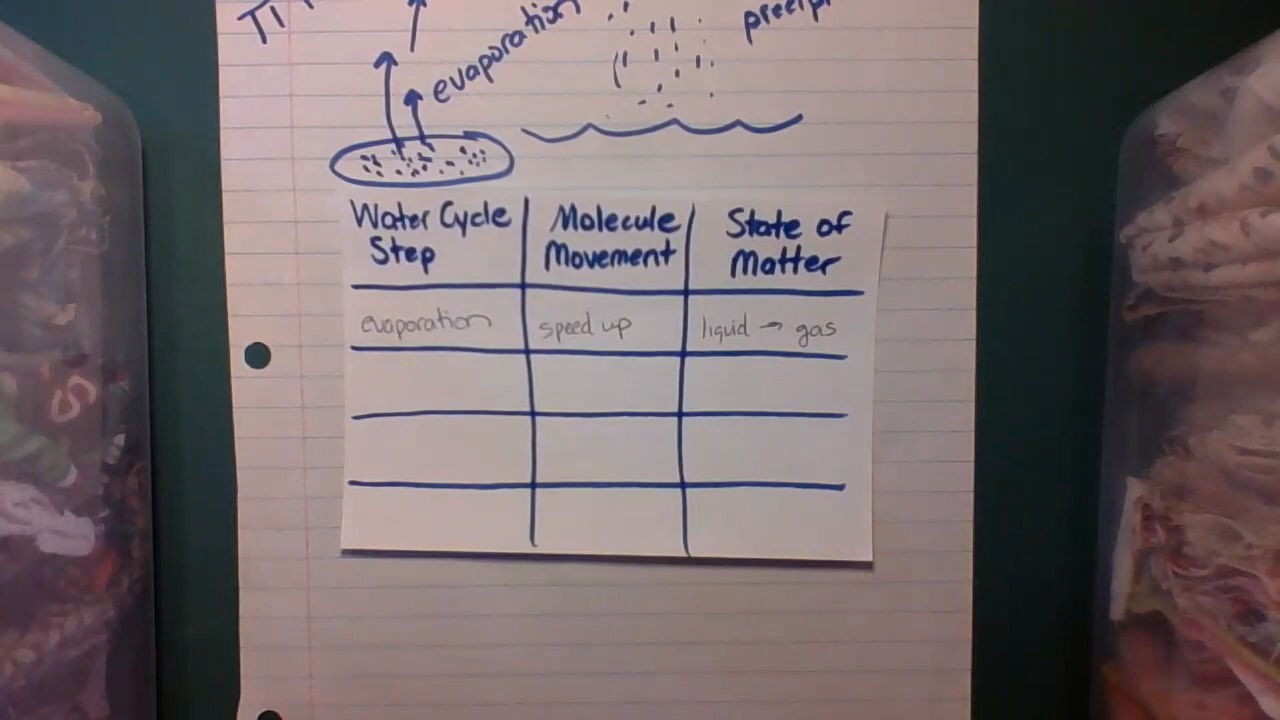 evaporation
Water Cycle Step
Molecule Movement
State of Matter
evaporation
speed up
liquid → gas